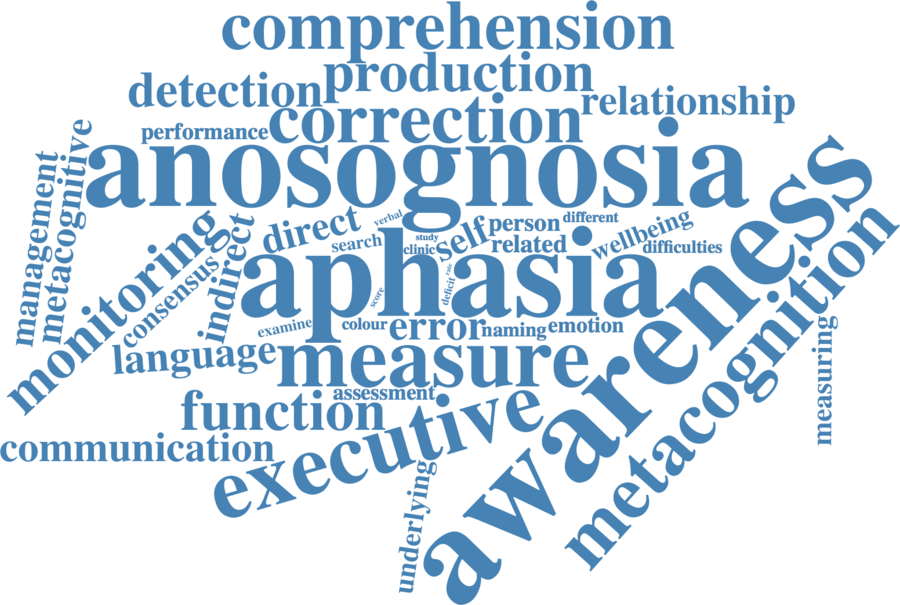 comprehension
production
detection
relationship
correction
performance
anosognosia
management
metacognitive
monitoring
consensus
indirect
direct
verbal
search
study
clinic
self
person
different
related
wellbeing
difficulties
aphasia
score
deficit
examine
colour
error
naming
emotion
language
measure
assessment
function
executive
communication
underlying
awareness
metacognition
measuring